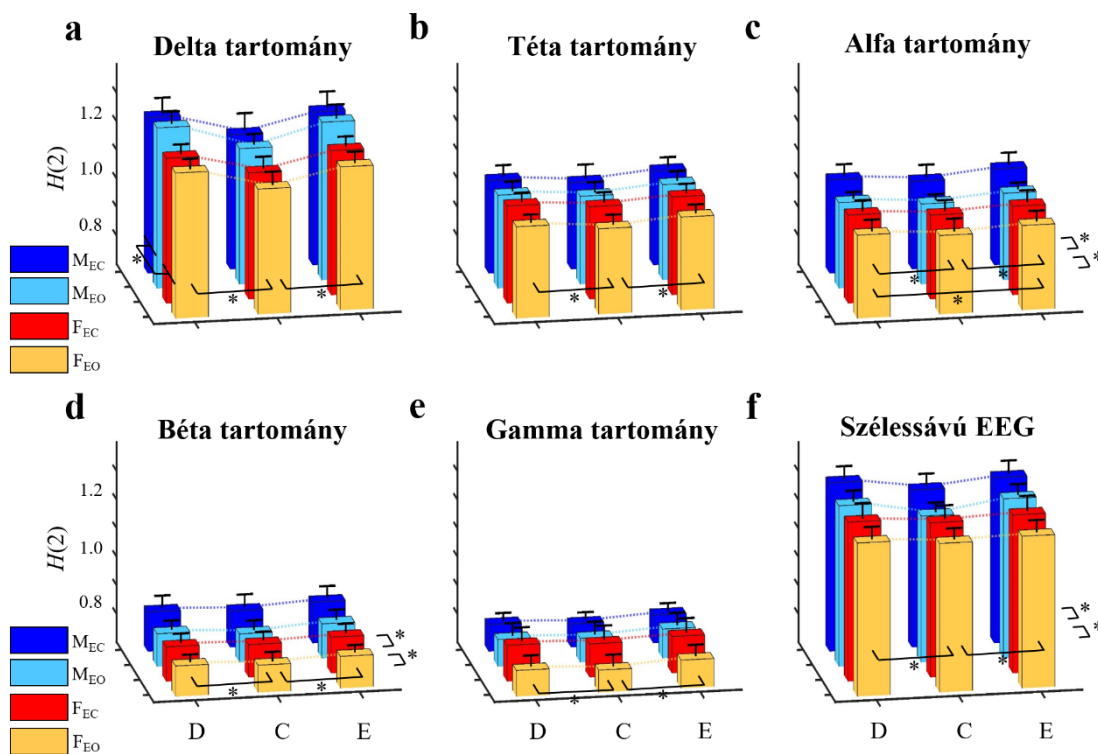 a
Delta tartomány
b
Téta tartomány
c
Alfa tartomány
1.2
1.0
0.8
H(2)
*
*
*
*
*
*
*
*
*
*
M_EC
M_EO
F_EC
F_EO
d
Béta tartomány
e
Gamma tartomány
f
Szélessávú EEG
1.2
1.0
0.8
H(2)
*
*
*
*
*
*
*
*
*
*
M_EC
M_EO
F_EC
F_EO
D C E
D C E
D C E